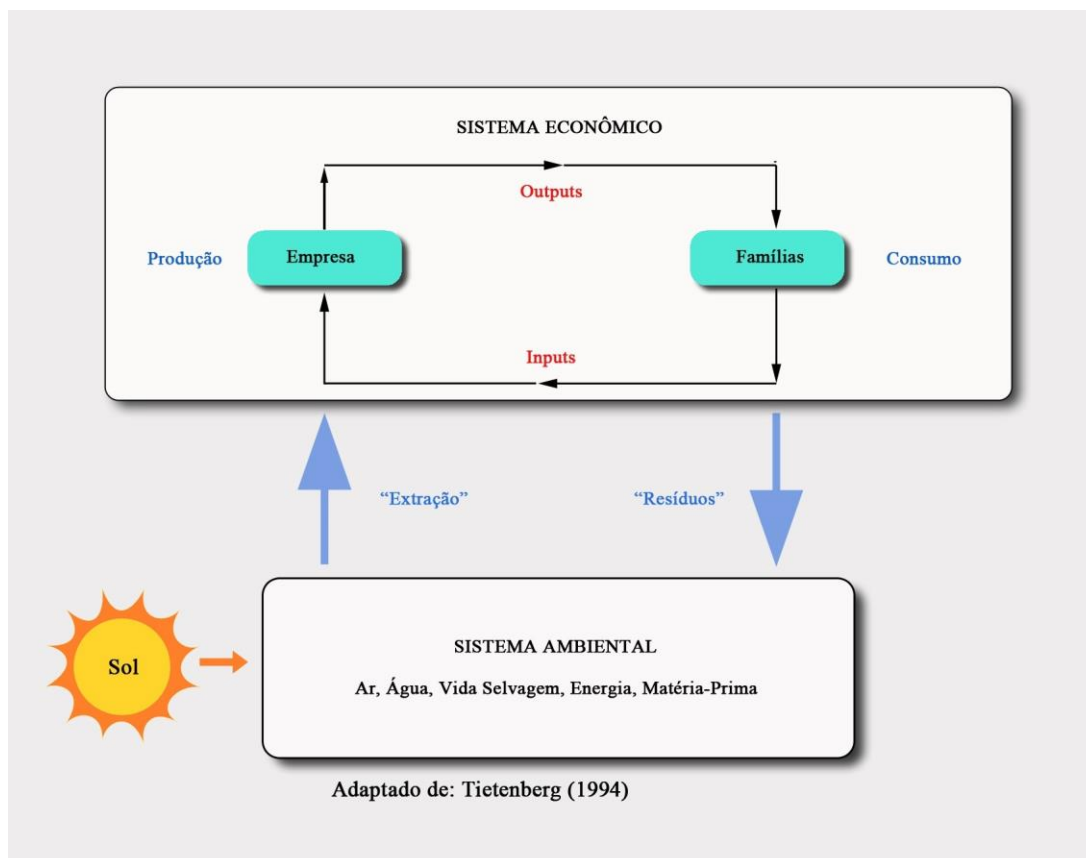 SISTEMA ECONÔMICO
Outputs
Produção
Empresa
Famílias
Consumo
Inputs
“Extração”
“Resíduos”
Sol
SISTEMA AMBIENTAL
Ar, Água, Vida Selvagem, Energia, Matéria-Prima
Adaptado de: Tietenberg (1994)